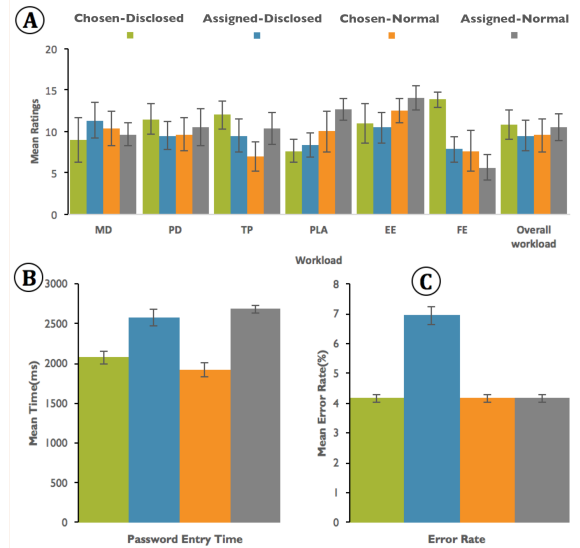 A
Chosen-Disclosed Assigned-Disclosed Chosen-Normal Assigned-Normal
Mean Ratings
20
15
10
5
0
MD PD TP PLA EE FE Overall workload
Workload
B
Mean Time(ms)
3000
2500
2000
1500
1000
500
0
Password Entry Time
C
Mean Error Rate(%)
8
7
6
5
4
3
2
1
0
Error Rate